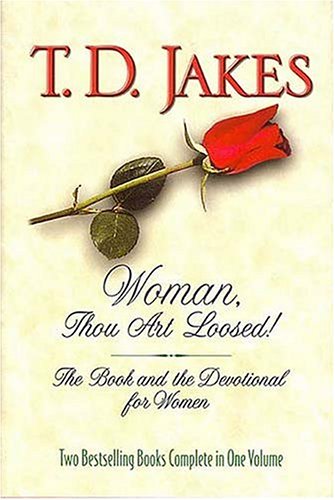 T. D. JAKES
Woman,
Thou Art Loosed!
The Book and the Devotional
for Women
Two Bestselling Books Complete in One Volume